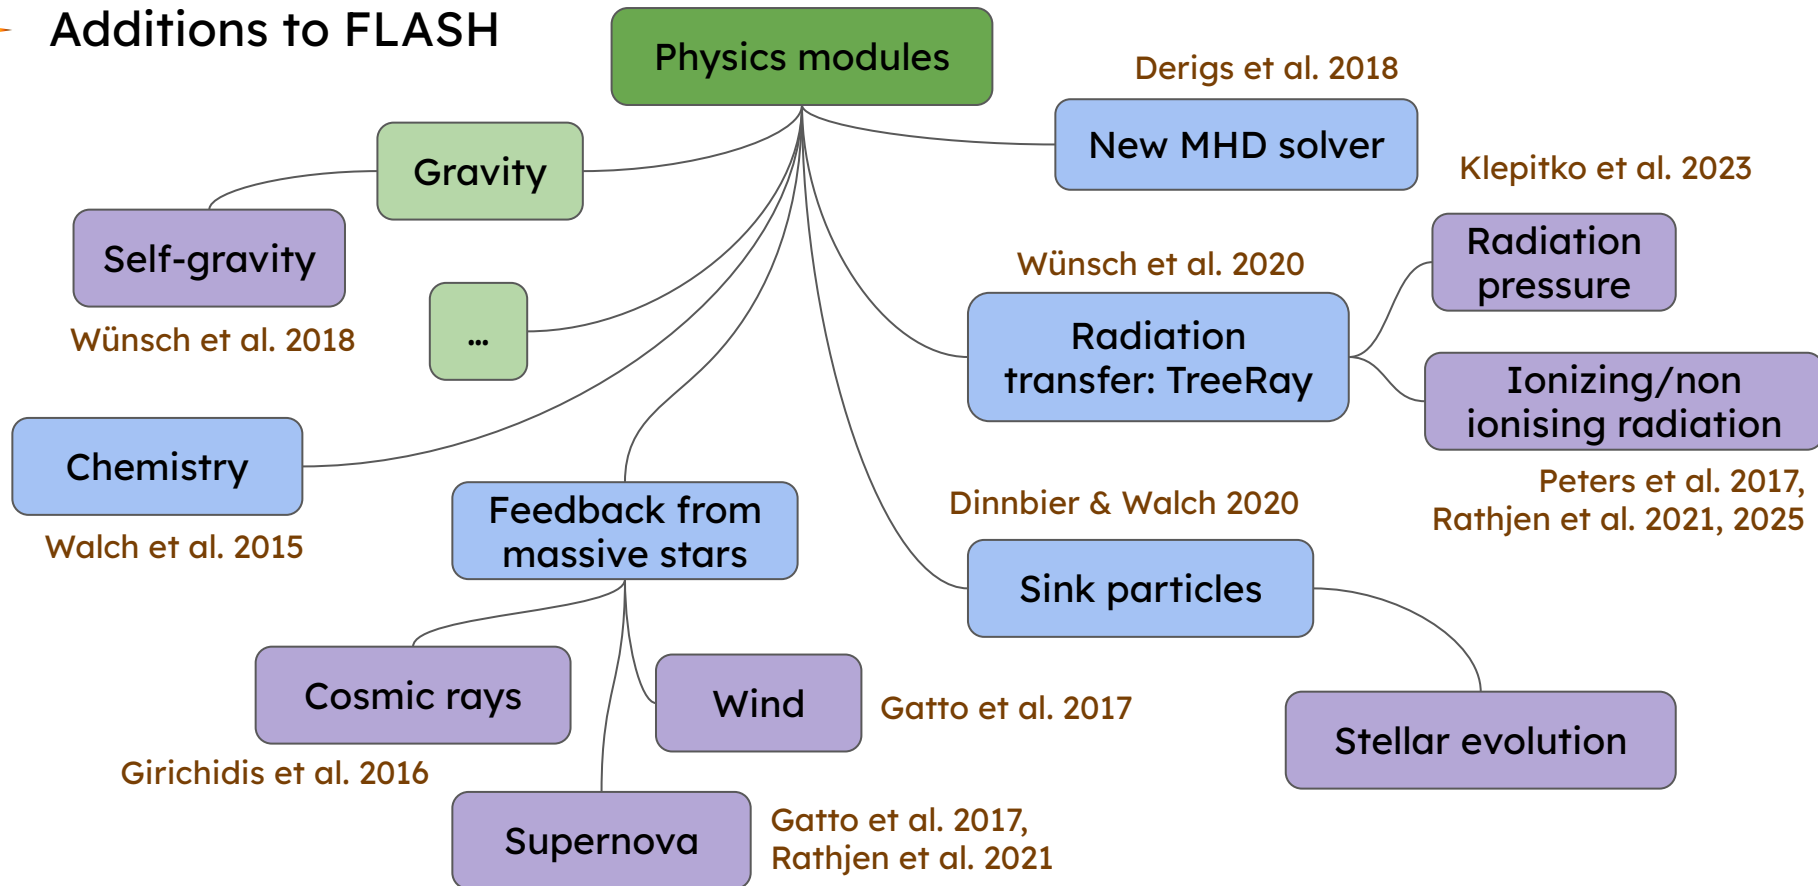 Additions to FLASH
Physics modules
Derigs et al. 2018
New MHD solver
Gravity
Klepitko et al. 2023
Self-gravity
Radiation
pressure
Wünsch et al. 2020
Wünsch et al. 2018
...
Radiation
transfer: TreeRay
Ionizing/non
ionising radiation
Chemistry
Peters et al. 2017,
Rathjen et al. 2021, 2025
Walch et al. 2015
Feedback from
massive stars
Dinnbier & Walch 2020
Sink particles
Cosmic rays
Wind
Gatto et al. 2017
Stellar evolution
Girichidis et al. 2016
Supernova
Gatto et al. 2017,
Rathjen et al. 2021